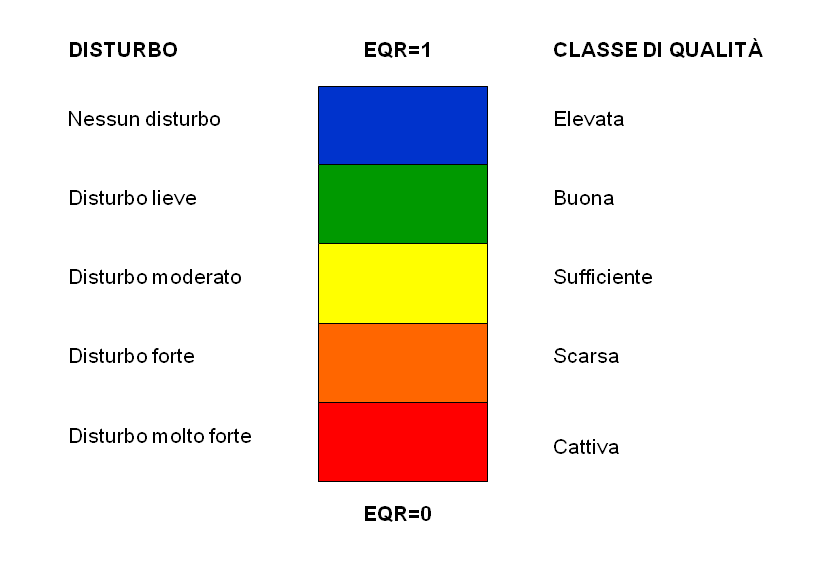 DISTURBO EQR=1 CLASSE DI QUALITÀ
Nessun disturbo Elevata
Disturbo lieve Buona
Disturbo moderato Sufficiente
Disturbo forte Scarsa
Disturbo molto forte Cattiva
EQR=0